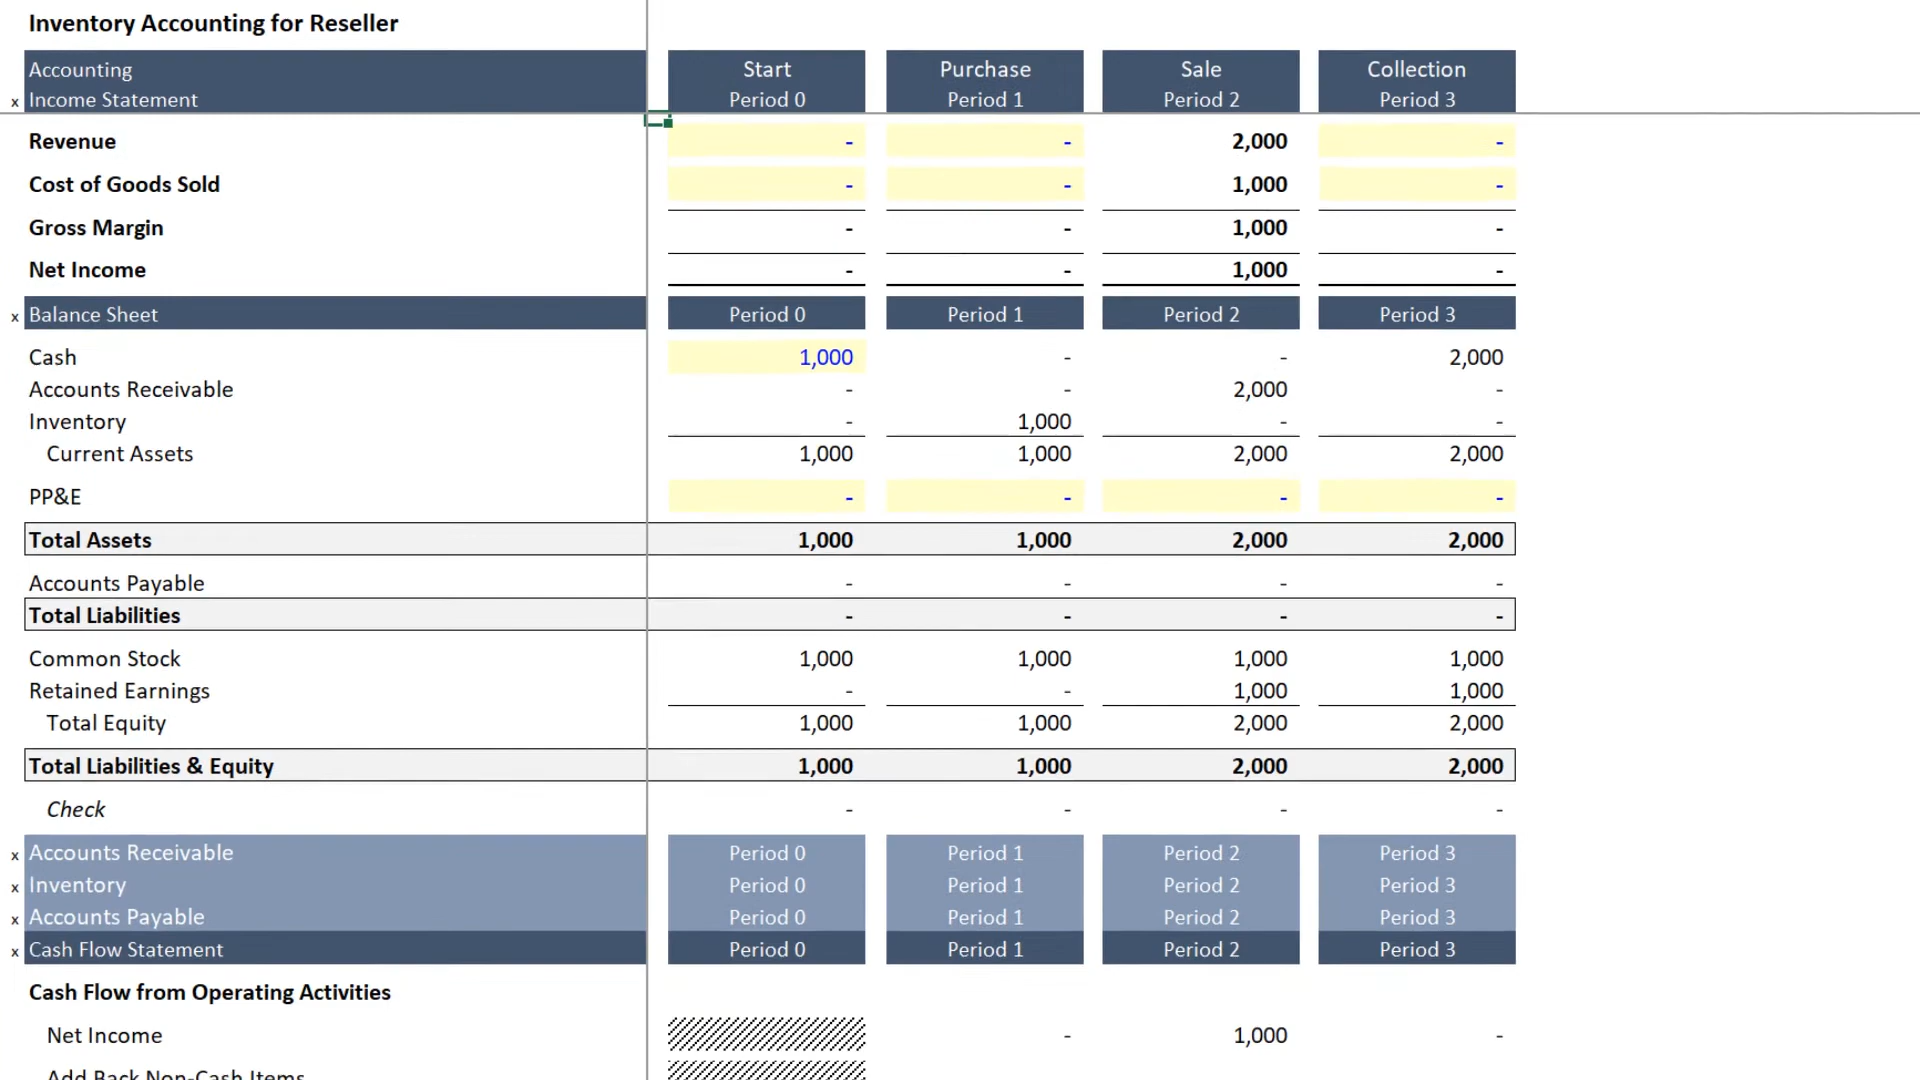 Inventory Accounting for Reseller
Accounting Start Purchase Sale Collection
x Income Statement Period 0 Period 1 Period 2 Period 3
Revenue - - 2,000 -
Cost of Goods Sold - - 1,000 -
Gross Margin - - 1,000 -
Net Income - - 1,000 -
x Balance Sheet Period 0 Period 1 Period 2 Period 3
Cash 1,000 - - 2,000
Accounts Receivable - - 2,000 -
Inventory - 1,000 - -
Current Assets 1,000 1,000 2,000 2,000
PP&E - - - -
Total Assets 1,000 1,000 2,000 2,000
Accounts Payable - - - -
Total Liabilities - - - -
Common Stock 1,000 1,000 1,000 1,000
Retained Earnings - - 1,000 1,000
Total Equity 1,000 1,000 2,000 2,000
Total Liabilities & Equity 1,000 1,000 2,000 2,000
Check - - - -
x Accounts Receivable Period 0 Period 1 Period 2 Period 3
x Inventory Period 0 Period 1 Period 2 Period 3
x Accounts Payable Period 0 Period 1 Period 2 Period 3
x Cash Flow Statement Period 0 Period 1 Period 2 Period 3
Cash Flow from Operating Activities
Net Income - 1,000 -
Add Back Non-Cash Items